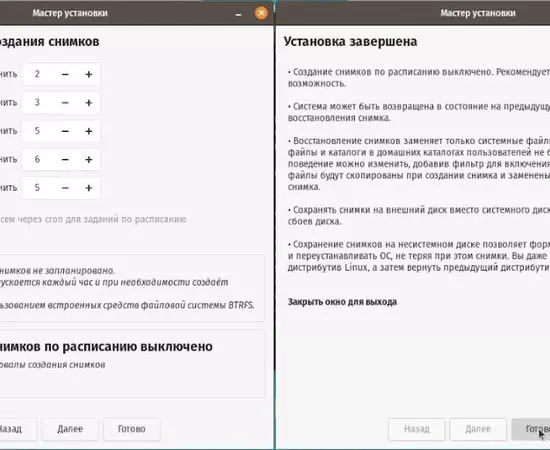 Мастер установки
оздания снимков
нить 2 − +
нить 3 − +
нить 5 − +
нить 6 − +
нить 5 − +
сем через cron для заданий по расписанию
нимков не запланировано.
ускается каждый час и при необходимости создаёт
льзованием встроенных средств файловой системы BTRFS.
нимков по расписанию выключено
рвалы создания снимков
Назад Далее Готово
Мастер установки
Установка завершена
• Создание снимков по расписанию выключено. Рекомендует
возможность.
• Система может быть возвращена в состояние на предыдущу
восстановления снимка.
• Восстановление снимков заменяет только системные файл
файлы и каталоги в домашних каталогах пользователей не б
поведение можно изменить, добавив фильтр для включения
файлы будут скопированы при создании снимка и заменены
снимка.
• Сохранять снимки на внешний диск вместо системного диск
сбоев диска.
• Сохранение снимков на несистемном диске позволяет форм
и переустанавливать ОС, не теряя при этом снимки. Вы даже
дистрибутив Linux, а затем вернуть предыдущий дистрибути
Закрыть окно для выхода
Назад Далее Готово